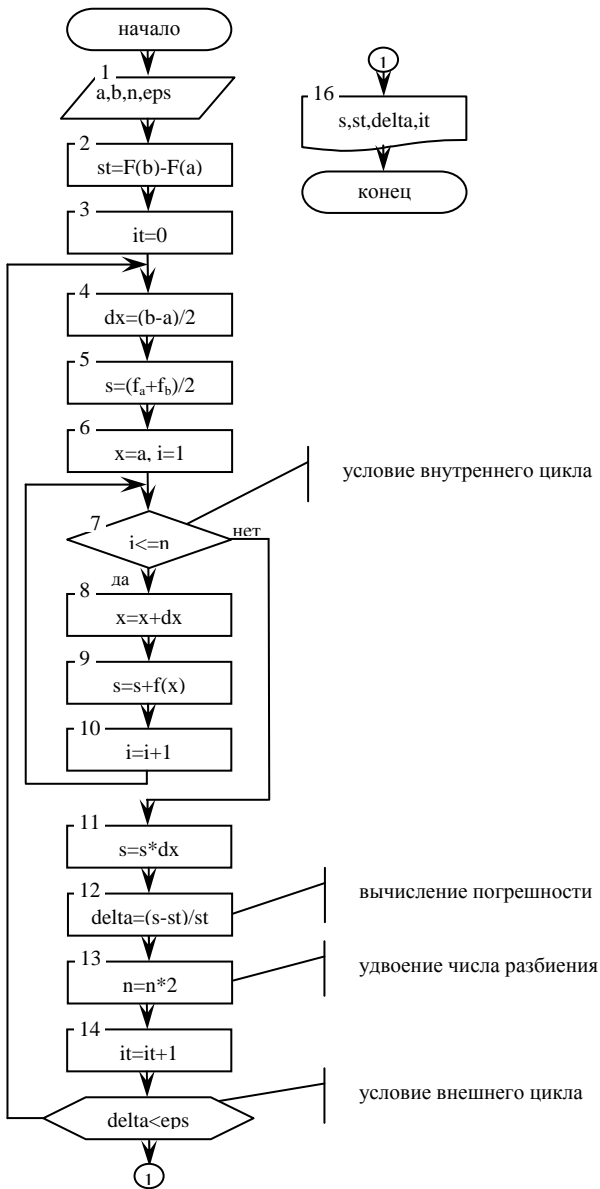 начало
1
a,b,n,eps
2
st=F(b)-F(a)
3
it=0
4
dx=(b-a)/2
5
s=(fa+fb)/2
6
x=a, i=1
условие внутреннего цикла
7
i<=n
нет
да
8
x=x+dx
9
s=s+f(x)
10
i=i+1
11
s=s*dx
12
delta=(s-st)/st
вычисление погрешности
13
n=n*2
удвоение числа разбиения
14
it=it+1
delta<eps
условие внешнего цикла
1
1
16
s,st,delta,it
конец